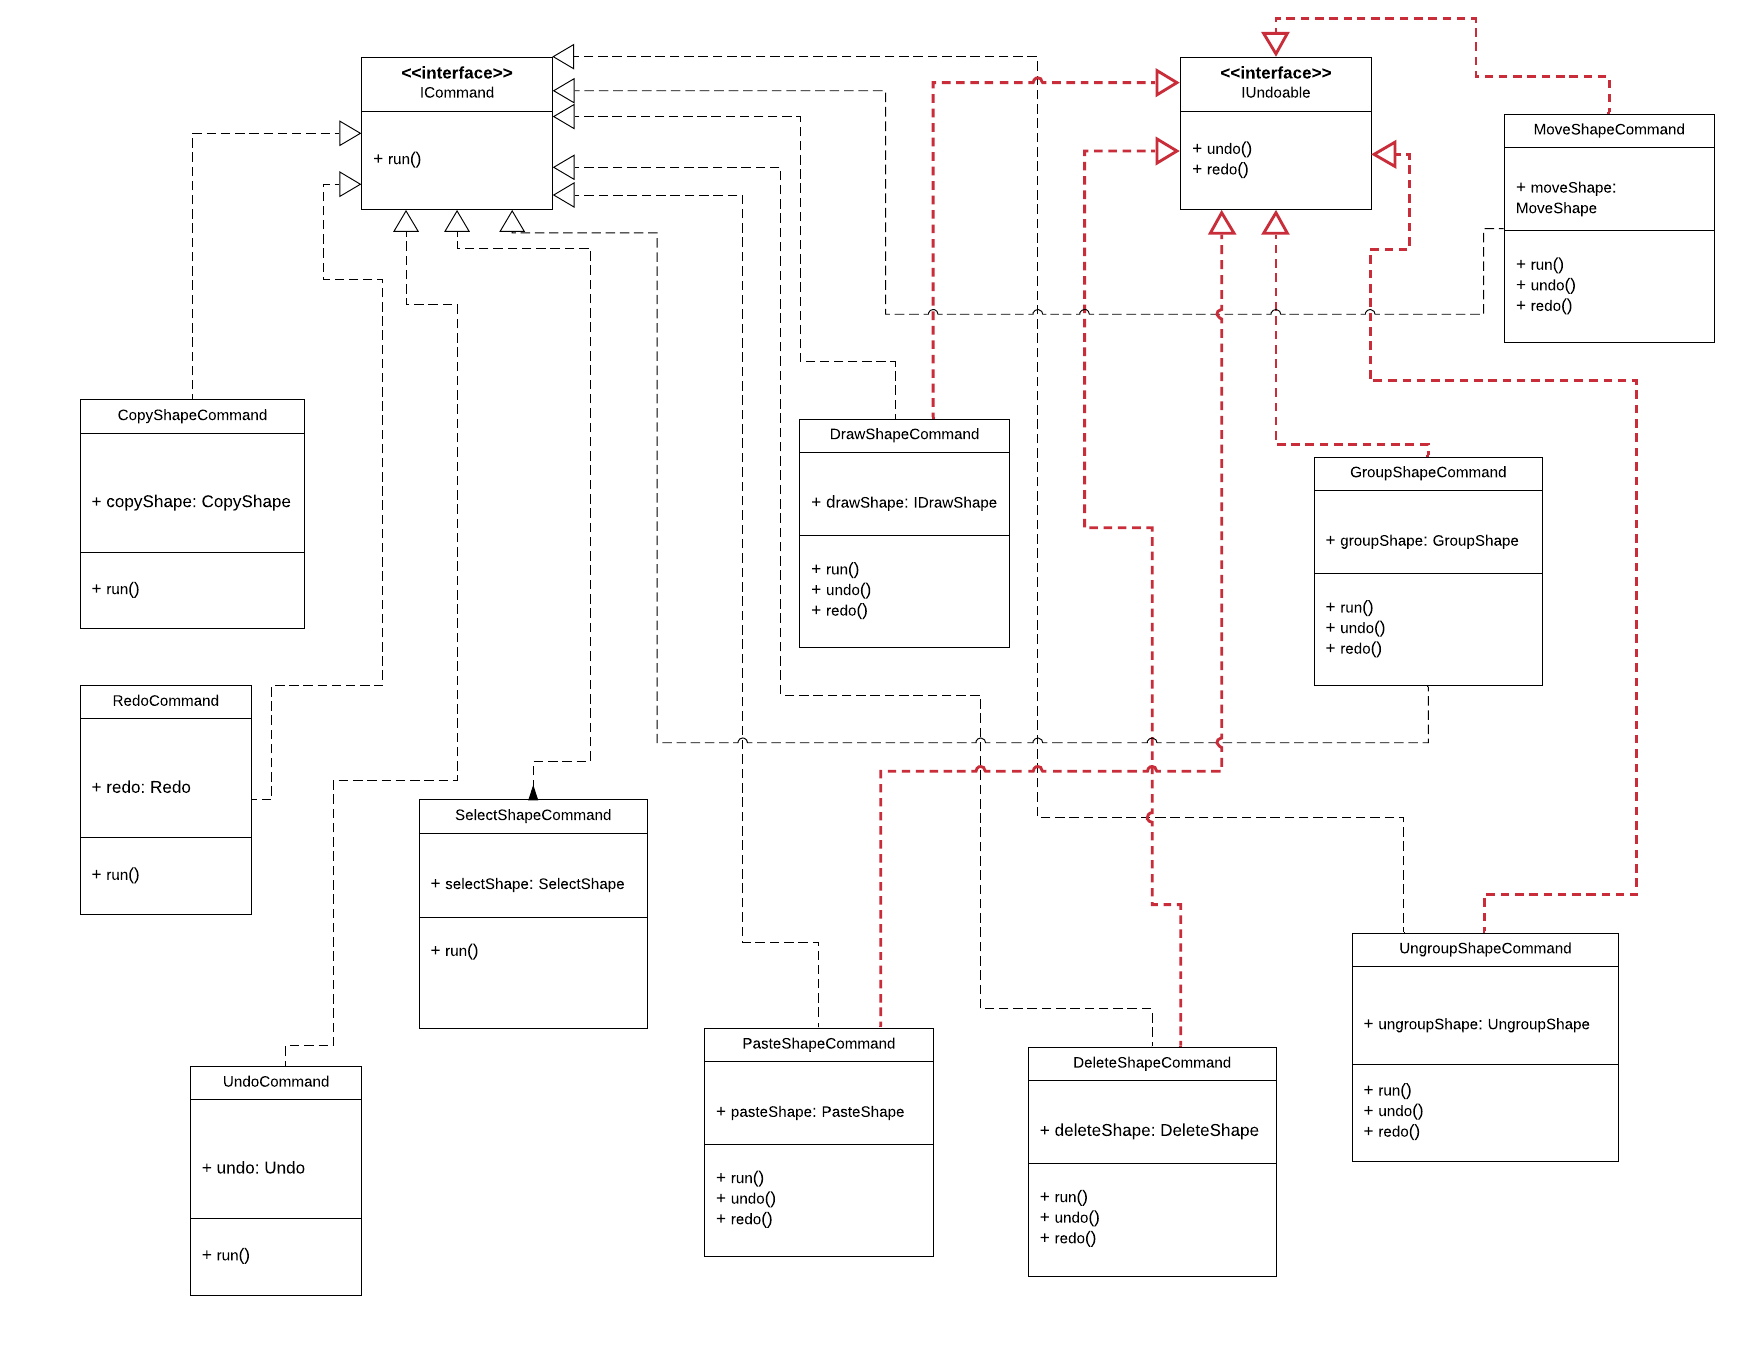 <<interface>>
ICommand
+ run()
<<interface>>
IUndoable
+ undo()
+ redo()
MoveShapeCommand
+ moveShape:
MoveShape
+ run()
+ undo()
+ redo()
CopyShapeCommand
+ copyShape: CopyShape
+ run()
DrawShapeCommand
+ drawShape: IDrawShape
+ run()
+ undo()
+ redo()
GroupShapeCommand
+ groupShape: GroupShape
+ run()
+ undo()
+ redo()
RedoCommand
+ redo: Redo
+ run()
SelectShapeCommand
+ selectShape: SelectShape
+ run()
UngroupShapeCommand
+ ungroupShape: UngroupShape
+ run()
+ undo()
+ redo()
UndoCommand
+ undo: Undo
+ run()
PasteShapeCommand
+ pasteShape: PasteShape
+ run()
+ undo()
+ redo()
DeleteShapeCommand
+ deleteShape: DeleteShape
+ run()
+ undo()
+ redo()